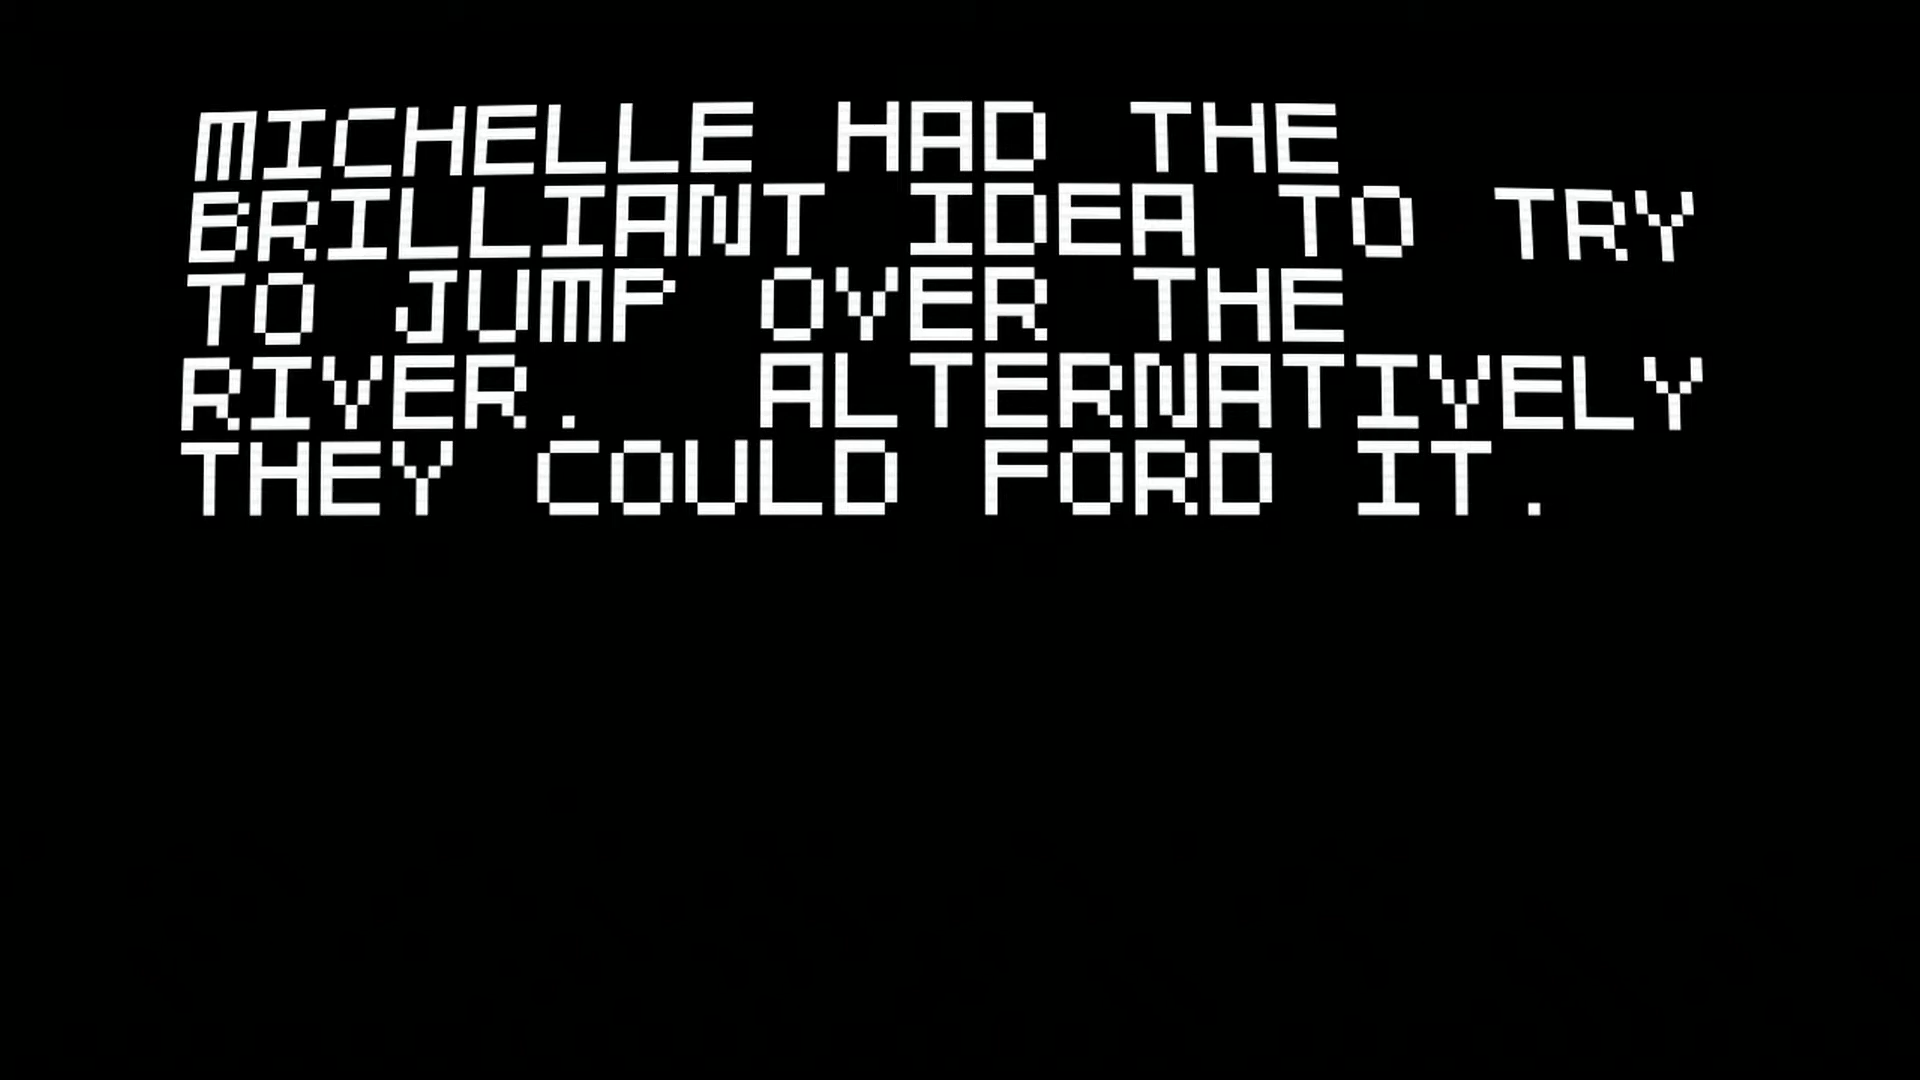 MICHELLE HAD THE
BRILLIANT IDEA TO TRY
TO JUMP OVER THE
RIVER.  ALTERNATIVELY
THEY COULD FORD IT.